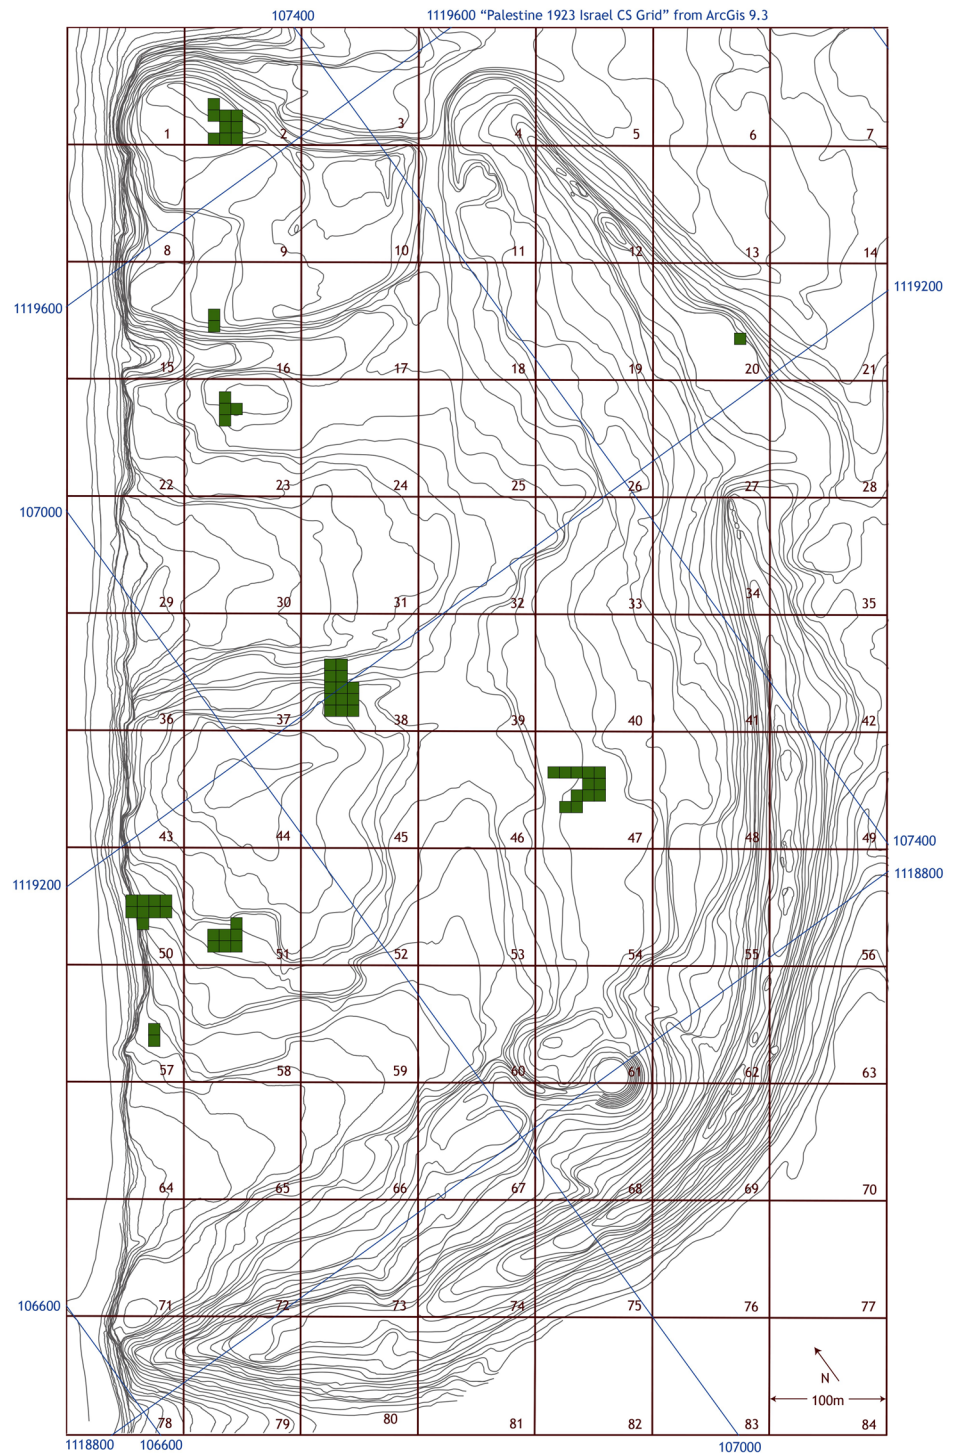 107400 1119600 “Palestine 1923 Israel CS Grid” from ArcGis 9.3
1 2 3 4 5 6 7
8 9 10 11 12 13 14
1119200
1119600
15 16 17 18 19 20 21
22 23 24 25 26 27 28
107000
29 30 31 32 33 34 35
36 37 38 39 40 41 42
43 44 45 46 47 48 49
107400
1118800
1119200
50 51 52 53 54 55 56
57 58 59 60 61 62 63
64 65 66 67 68 69 70
106600
71 72 73 74 75 76 77
N
100m
78 79 80 81 82 83 84
1118800 106600 107000